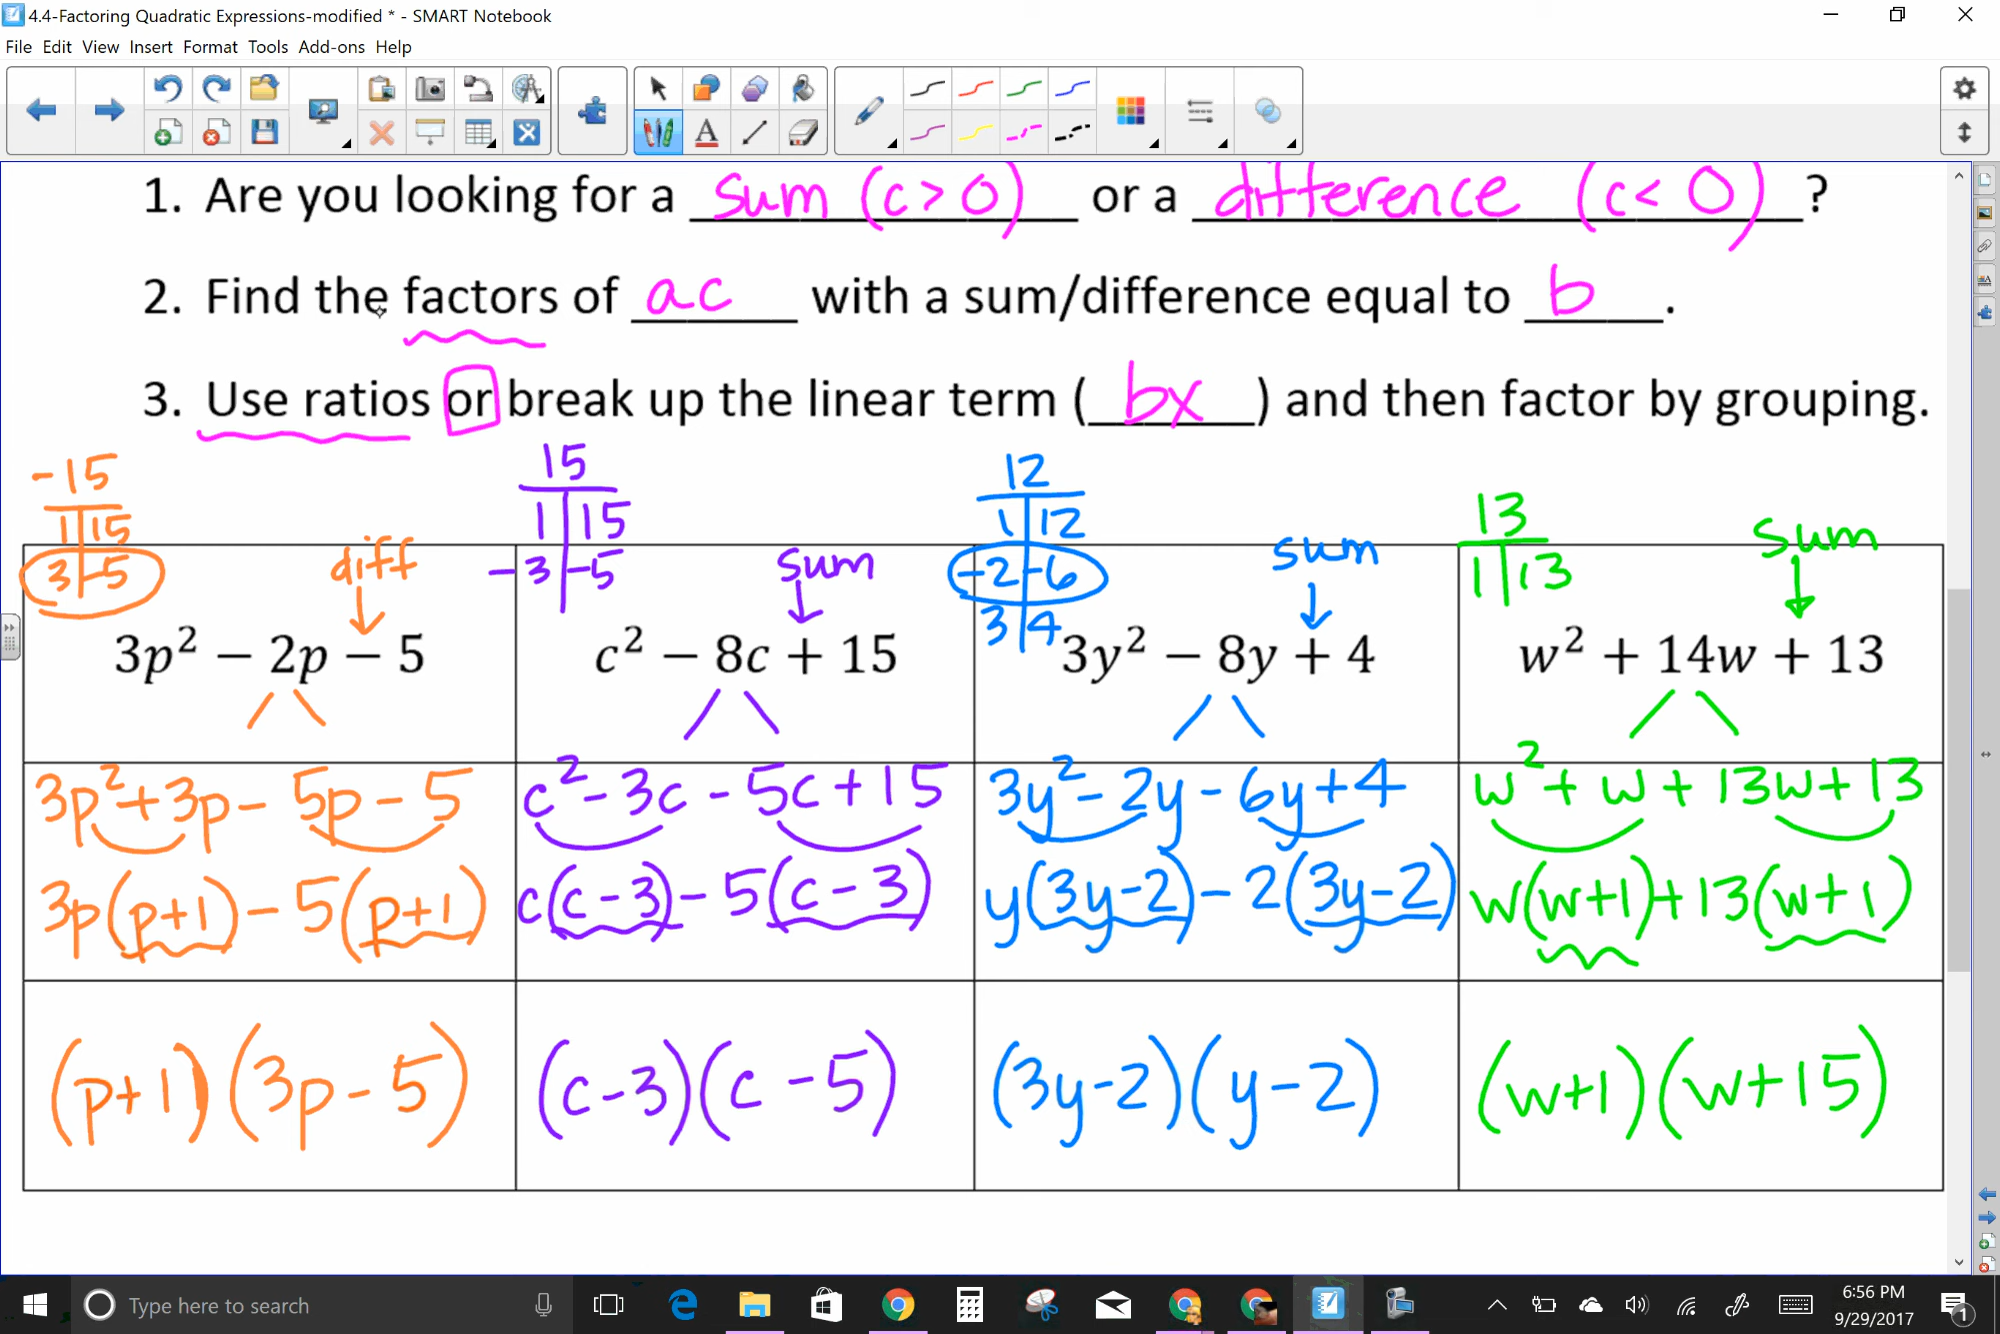 4.4-Factoring Quadratic Expressions-modified * - SMART Notebook
File Edit View Insert Format Tools Add-ons Help
1. Are you looking for a sum (c > 0) or a difference (c < 0) ?
2. Find the factors of ac with a sum/difference equal to b.
3. Use ratios or break up the linear term (bx) and then factor by grouping.
-15
1 | 15
3 | -5
diff
3p² − 2p − 5
3p² + 3p - 5p - 5
3p(p+1) - 5(p+1)
(p+1)(3p-5)
15
1 | 15
-3 | -5
sum
c² − 8c + 15
c² - 3c - 5c + 15
c(c-3) - 5(c-3)
(c-3)(c-5)
12
1 | 12
-2 | -6
3 | 4
sum
3y² − 8y + 4
3y² - 2y - 6y + 4
y(3y-2) - 2(3y-2)
(3y-2)(y-2)
13
1 | 13
sum
w² + 14w + 13
w² + w + 13w + 13
w(w+1) + 13(w+1)
(w+1)(w+15)
Type here to search
6:56 PM
9/29/2017
1